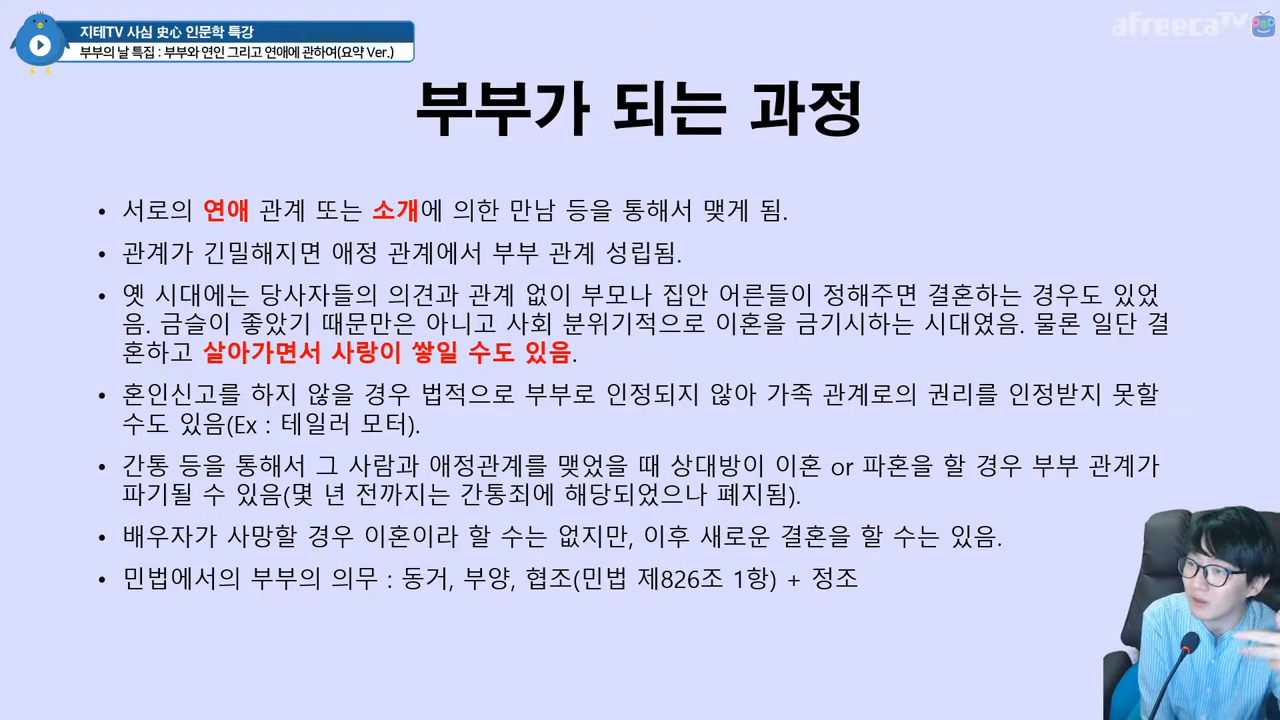 지테TV 사심 史心 인문학 특강
부부의 날 특집 : 부부와 연인 그리고 연애에 관하여(요약 Ver.)
afreecaTV
부부가 되는 과정
• 서로의 연애 관계 또는 소개에 의한 만남 등을 통해서 맺게 됨.
• 관계가 긴밀해지면 애정 관계에서 부부 관계 성립됨.
• 옛 시대에는 당사자들의 의견과 관계 없이 부모나 집안 어른들이 정해주면 결혼하는 경우도 있었
음. 금슬이 좋았기 때문만은 아니고 사회 분위기적으로 이혼을 금기시하는 시대였음. 물론 일단 결
혼하고 살아가면서 사랑이 쌓일 수도 있음.
• 혼인신고를 하지 않을 경우 법적으로 부부로 인정되지 않아 가족 관계로의 권리를 인정받지 못할
수도 있음(Ex : 테일러 모터).
• 간통 등을 통해서 그 사람과 애정관계를 맺었을 때 상대방이 이혼 or 파혼을 할 경우 부부 관계가
파기될 수 있음(몇 년 전까지는 간통죄에 해당되었으나 폐지됨).
• 배우자가 사망할 경우 이혼이라 할 수는 없지만, 이후 새로운 결혼을 할 수는 있음.
• 민법에서의 부부의 의무 : 동거, 부양, 협조(민법 제826조 1항) + 정조